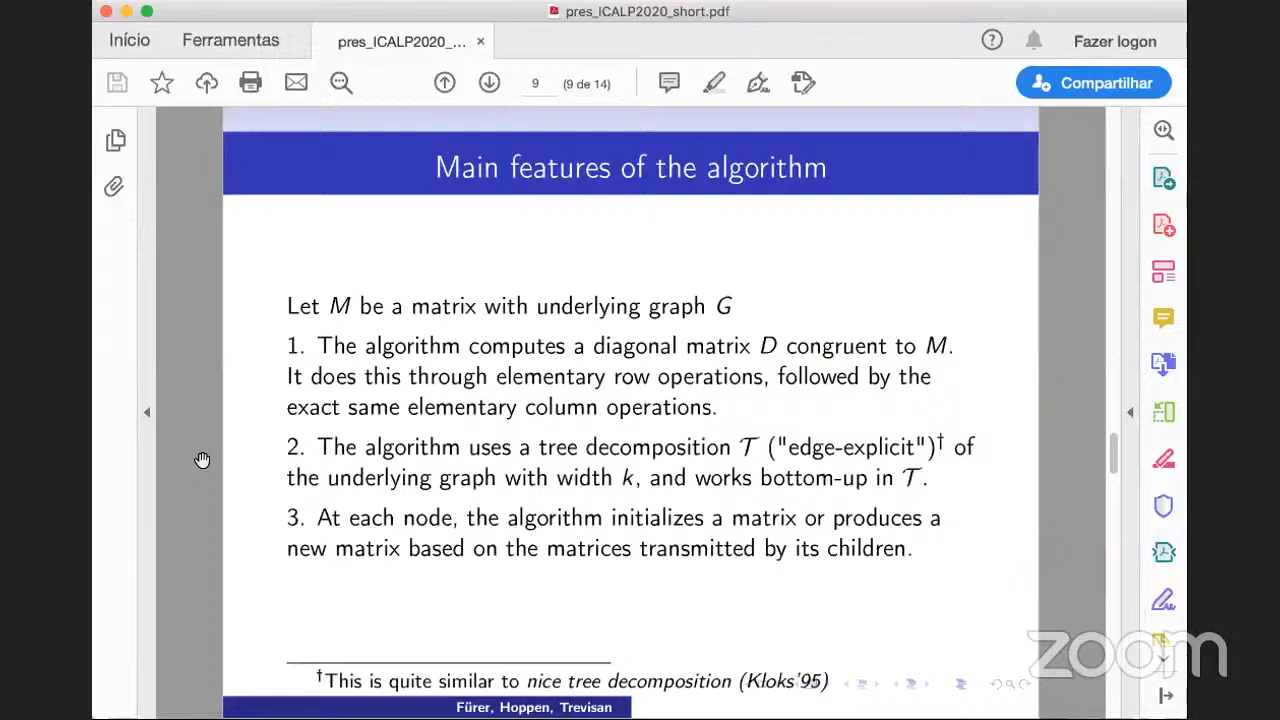 pres_ICALP2020_short.pdf
Início
Ferramentas
pres_ICALP2020_... ×
Fazer logon
9
(9 de 14)
Compartilhar
Main features of the algorithm
Let M be a matrix with underlying graph G
1. The algorithm computes a diagonal matrix D congruent to M.
It does this through elementary row operations, followed by the
exact same elementary column operations.
2. The algorithm uses a tree decomposition 𝒯 ("edge-explicit")† of
the underlying graph with width k, and works bottom-up in 𝒯.
3. At each node, the algorithm initializes a matrix or produces a
new matrix based on the matrices transmitted by its children.
†This is quite similar to nice tree decomposition (Kloks'95)
Fürer, Hoppen, Trevisan
zoom